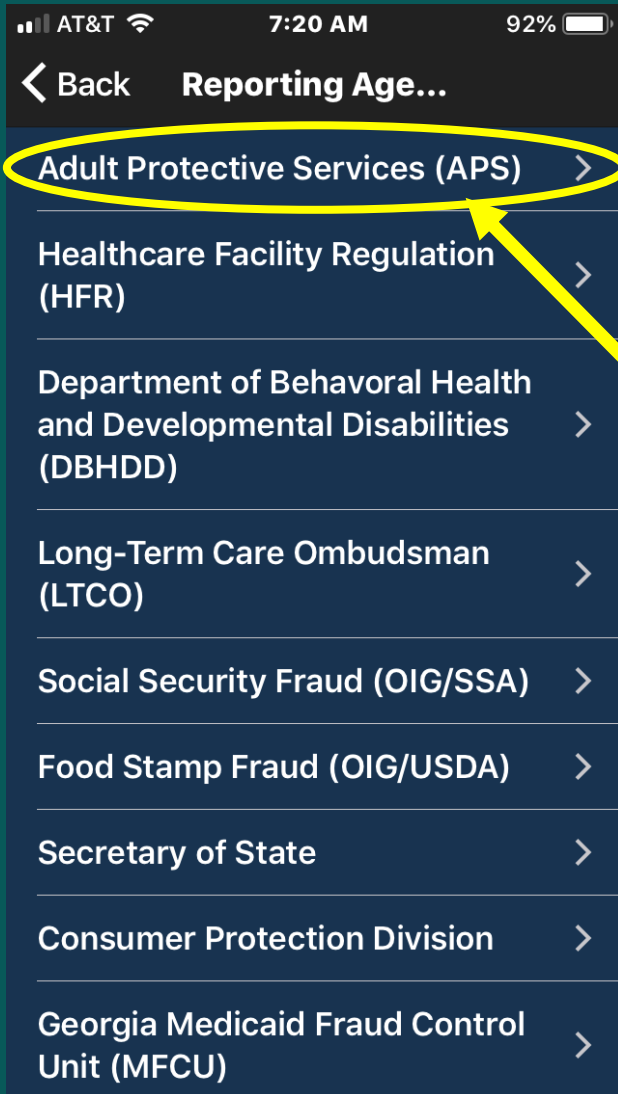 AT&T 7:20 AM 92%
Back Reporting Age...
Adult Protective Services (APS)
Healthcare Facility Regulation
(HFR)
Department of Behavoral Health
and Developmental Disabilities
(DBHDD)
Long-Term Care Ombudsman
(LTCO)
Social Security Fraud (OIG/SSA)
Food Stamp Fraud (OIG/USDA)
Secretary of State
Consumer Protection Division
Georgia Medicaid Fraud Control
Unit (MFCU)